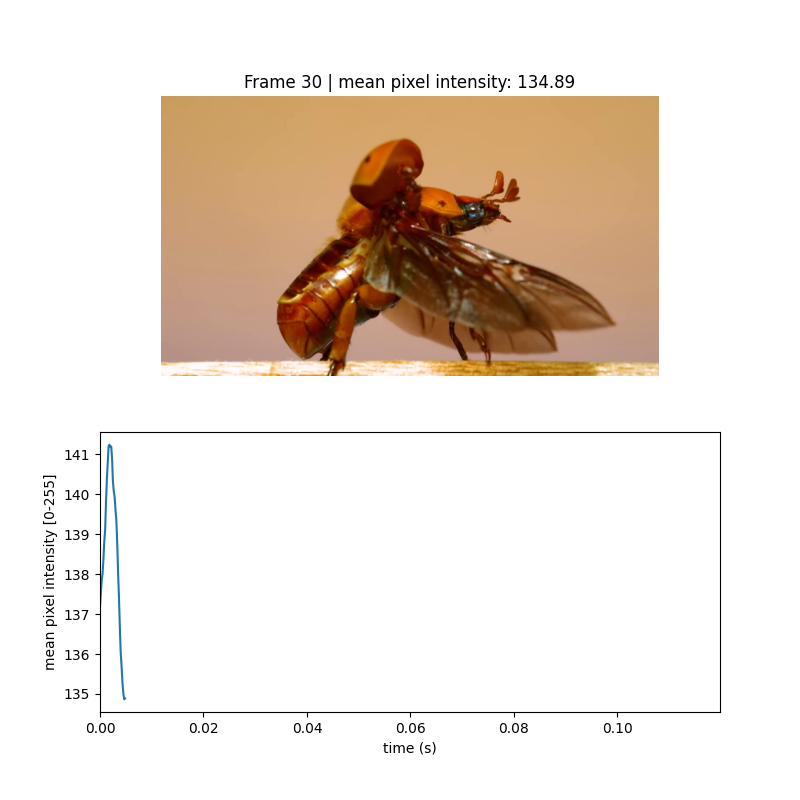 Frame 30 | mean pixel intensity: 134.89
141
140
139
138
137
136
135
mean pixel intensity [0-255]
0.00 0.02 0.04 0.06 0.08 0.10
time (s)